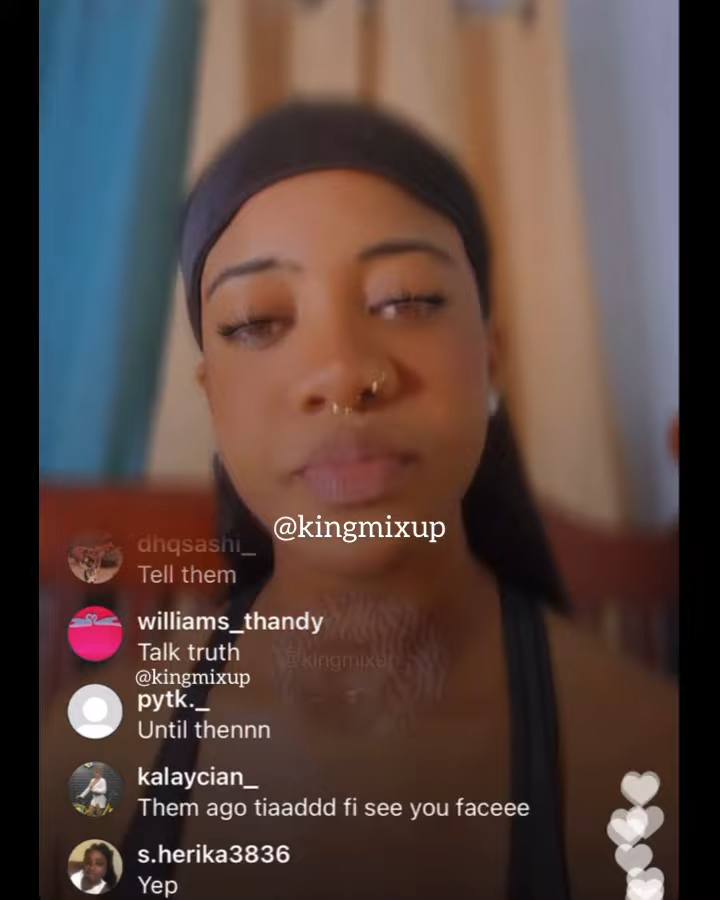 @kingmixup
dhqsashi_
Tell them
williams_thandy
Talk truth
@kingmixup
@kingmixup
pytk._
Until thennn
kalaycian_
Them ago tiaaddd fi see you faceee
s.herika3836
Yep